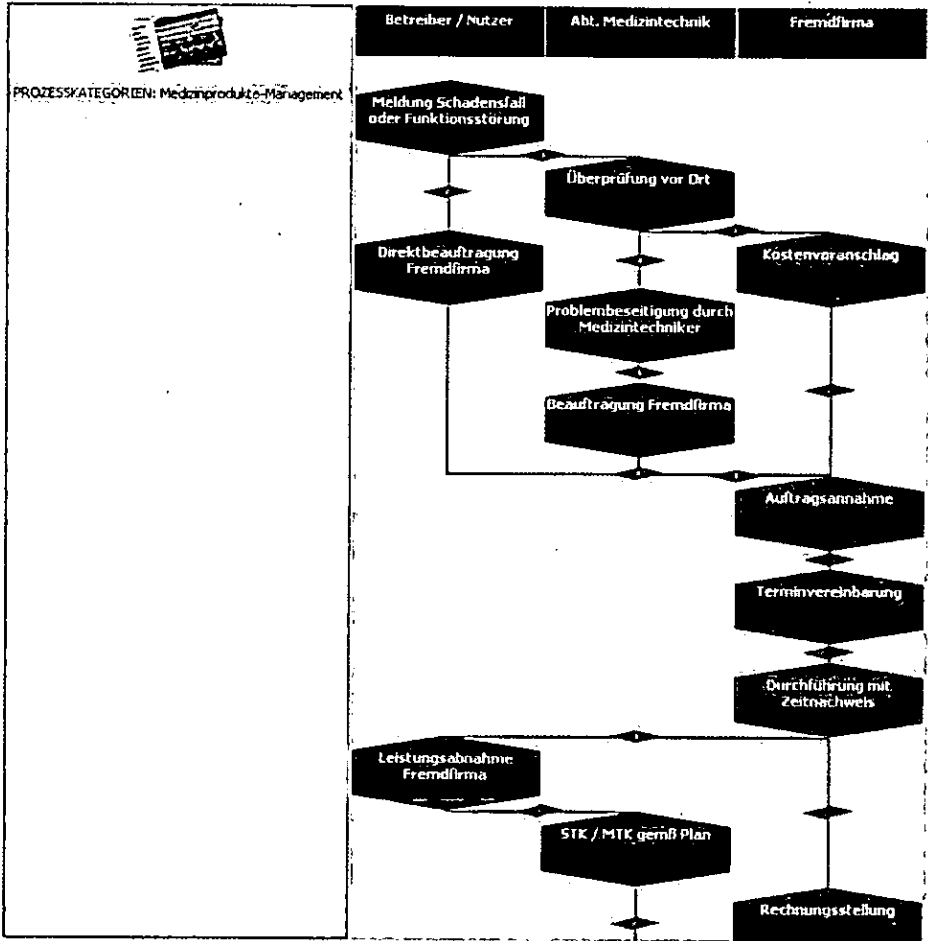 Betreiber / Nutzer
Abt. Medizintechnik
Fremdfirma
PROZESSKATEGORIEN: Medizinprodukte-Management
Meldung Schadensfall
oder Funktionsstörung
Überprüfung vor Ort
Direktbeauftragung
Fremdfirma
Kostenvoranschlag
Problembeseitigung durch
Medizintechniker
Beauftragung Fremdfirma
Auftragsannahme
Terminvereinbarung
Durchführung mit
Zeitnachweis
Leistungsabnahme
Fremdfirma
STK / MTK gemß Plan
Rechnungsstellung